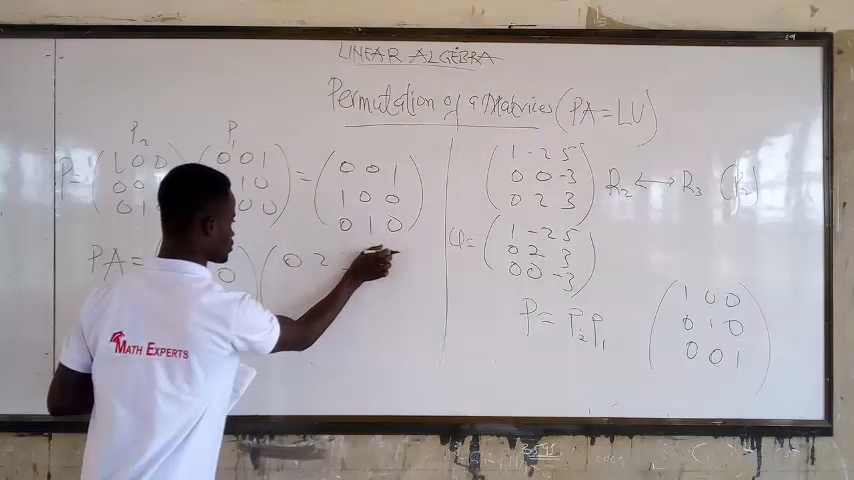 LINEAR ALGEBRA
Permutation of a Matrices (PA=LU)
P2 P1
P= 1 0 0 0 0 1 = 0 0 1
0 0 1 0 1 0 0
0 1 0 0 0 1 0
PA= 0 0 2
1 -2 5
0 0 -3 R2 ↔ R3 (P2)
0 2 3
U= 1 -2 5
0 2 3
0 0 -3
P= P2P1
1 0 0
0 1 0
0 0 1
MATH EXPERTS